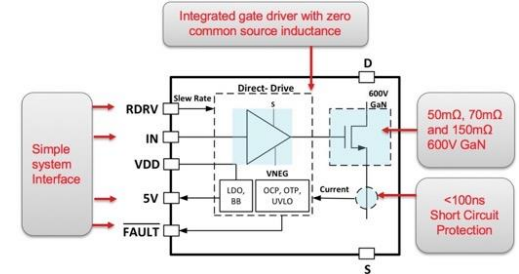 Integrated gate driver with zero
common source inductance
D
Direct- Drive
600V
GaN
Slew Rate
RDRV
S
IN
VDD
VNEG
5V
LDO,
BB
OCP, OTP,
UVLO
Current
FAULT
S
Simple
system
Interface
50mΩ, 70mΩ
and 150mΩ
600V GaN
<100ns
Short Circuit
Protection